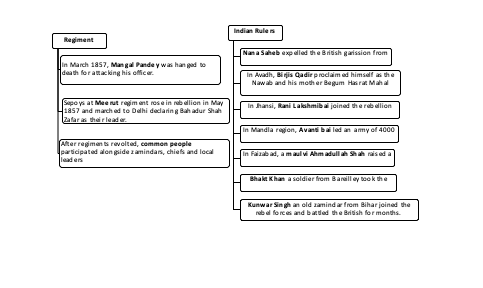 Regiment
In March 1857, Mangal Pandey was hanged to
death for attacking his officer.
Sepoys at Meerut regiment rose in rebellion in May
1857 and marched to Delhi declaring Bahadur Shah
Zafar as their leader.
After regiments revolted, common people
participated alongside zamindars, chiefs and local
leaders
Indian Rulers
Nana Saheb expelled the British garission from
In Avadh, Birjis Qadir proclaimed himself as the
Nawab and his mother Begum Hasrat Mahal
In Jhansi, Rani Lakshmibai joined the rebellion
In Mandla region, Avanti bai led an army of 4000
In Faizabad, a maulvi Ahmadullah Shah raised a
Bhakt Khan a soldier from Bareilley took the
Kunwar Singh an old zamindar from Bihar joined the
rebel forces and battled the British for months.